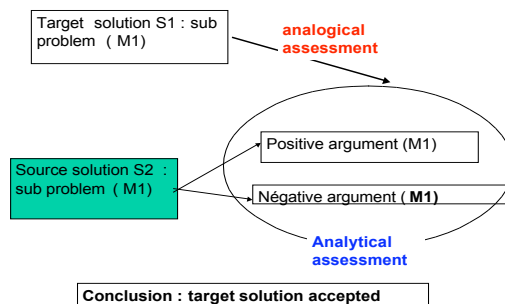 Target solution S1 : sub
problem ( M1)
analogical
assessment
Positive argument (M1)
Source solution S2 :
sub problem ( M1)
Négative argument ( M1)
Analytical
assessment
Conclusion : target solution accepted